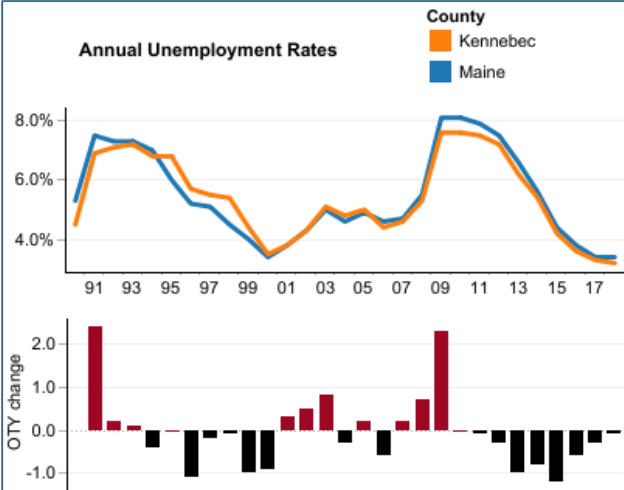 County
Annual Unemployment Rates
Kennebec
Maine
8.0%
6.0%
4.0%
91 93 95 97 99 01 03 05 07 09 11 13 15 17
OTY change
2.0
1.0
0.0
-1.0